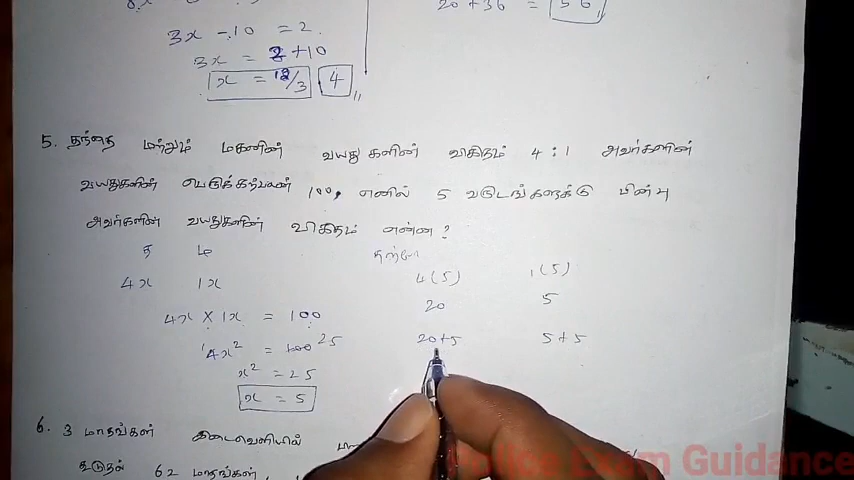 3x - 10 = 2
3x = 2 + 10
1x = 12/3 4
20 + 36 = 56
5. தந்தை மற்றும் மகனின் வயது களின் விகிதம் 4 : 1 அவர்களின்
வயதுகளின் பெருக்கற்பலன் 100, எனில் 5 வருடங்களுக்கு பின்பு
அவர்களின் வயதுகளின் விகிதம் என்ன?
த ம
4x 1x
4x X 1x = 100
4x² = 100 25
x² = 25
x = 5
4(5) 1(5)
20 5
20+5 5+5
6. 3 மாதங்கள் இடைவெளியில்
62 மாதங்கள்
Police Exam Guidance